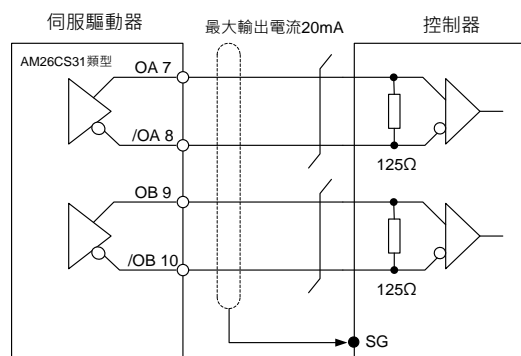 伺服驅動器
最大輸出電流20mA
控制器
AM26CS31類型
OA 7
/OA 8
125Ω
OB 9
/OB 10
125Ω
SG